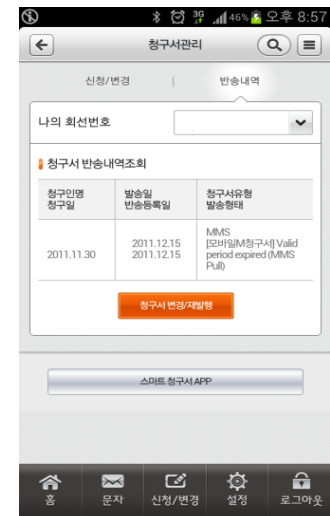 3G 46% 오후 8:57
청구서관리
신청/변경 | 반송내역
나의 회선번호
청구서 반송내역조회
청구인명
청구일
발송일
반송등록일
청구서유형
발송형태
2011.11.30
2011.12.15
2011.12.15
MMS
[모바일M청구서] Valid
period expired (MMS
Pull)
청구서 변경/재발행
스마트 청구서 APP
홈 문자 신청/변경 설정 로그아웃